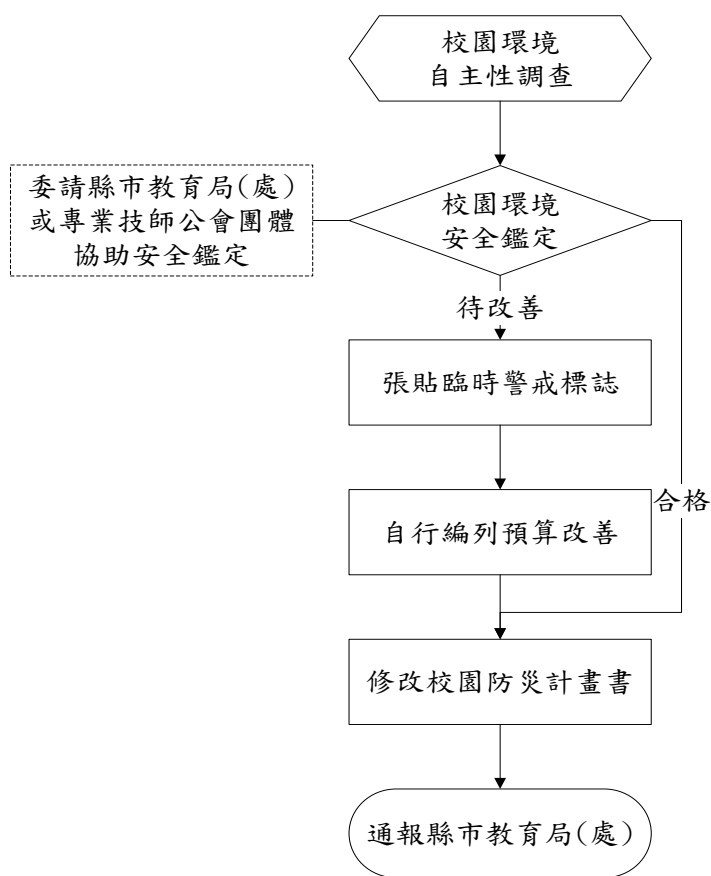 校園環境
自主性調查
委請縣市教育局(處)
或專業技師公會團體
協助安全鑑定
校園環境
安全鑑定
待改善
張貼臨時警戒標誌
自行編列預算改善
合格
修改校園防災計畫書
通報縣市教育局(處)